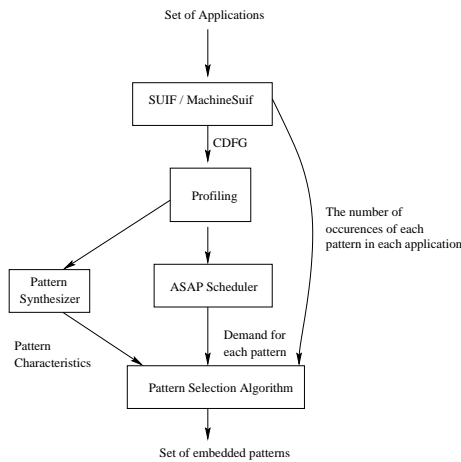 Set of Applications
SUIF / MachineSuif
CDFG
Profiling
The number of
occurences of each
pattern in each application
Pattern
Synthesizer
ASAP Scheduler
Pattern
Characteristics
Demand for
each pattern
Pattern Selection Algorithm
Set of embedded patterns